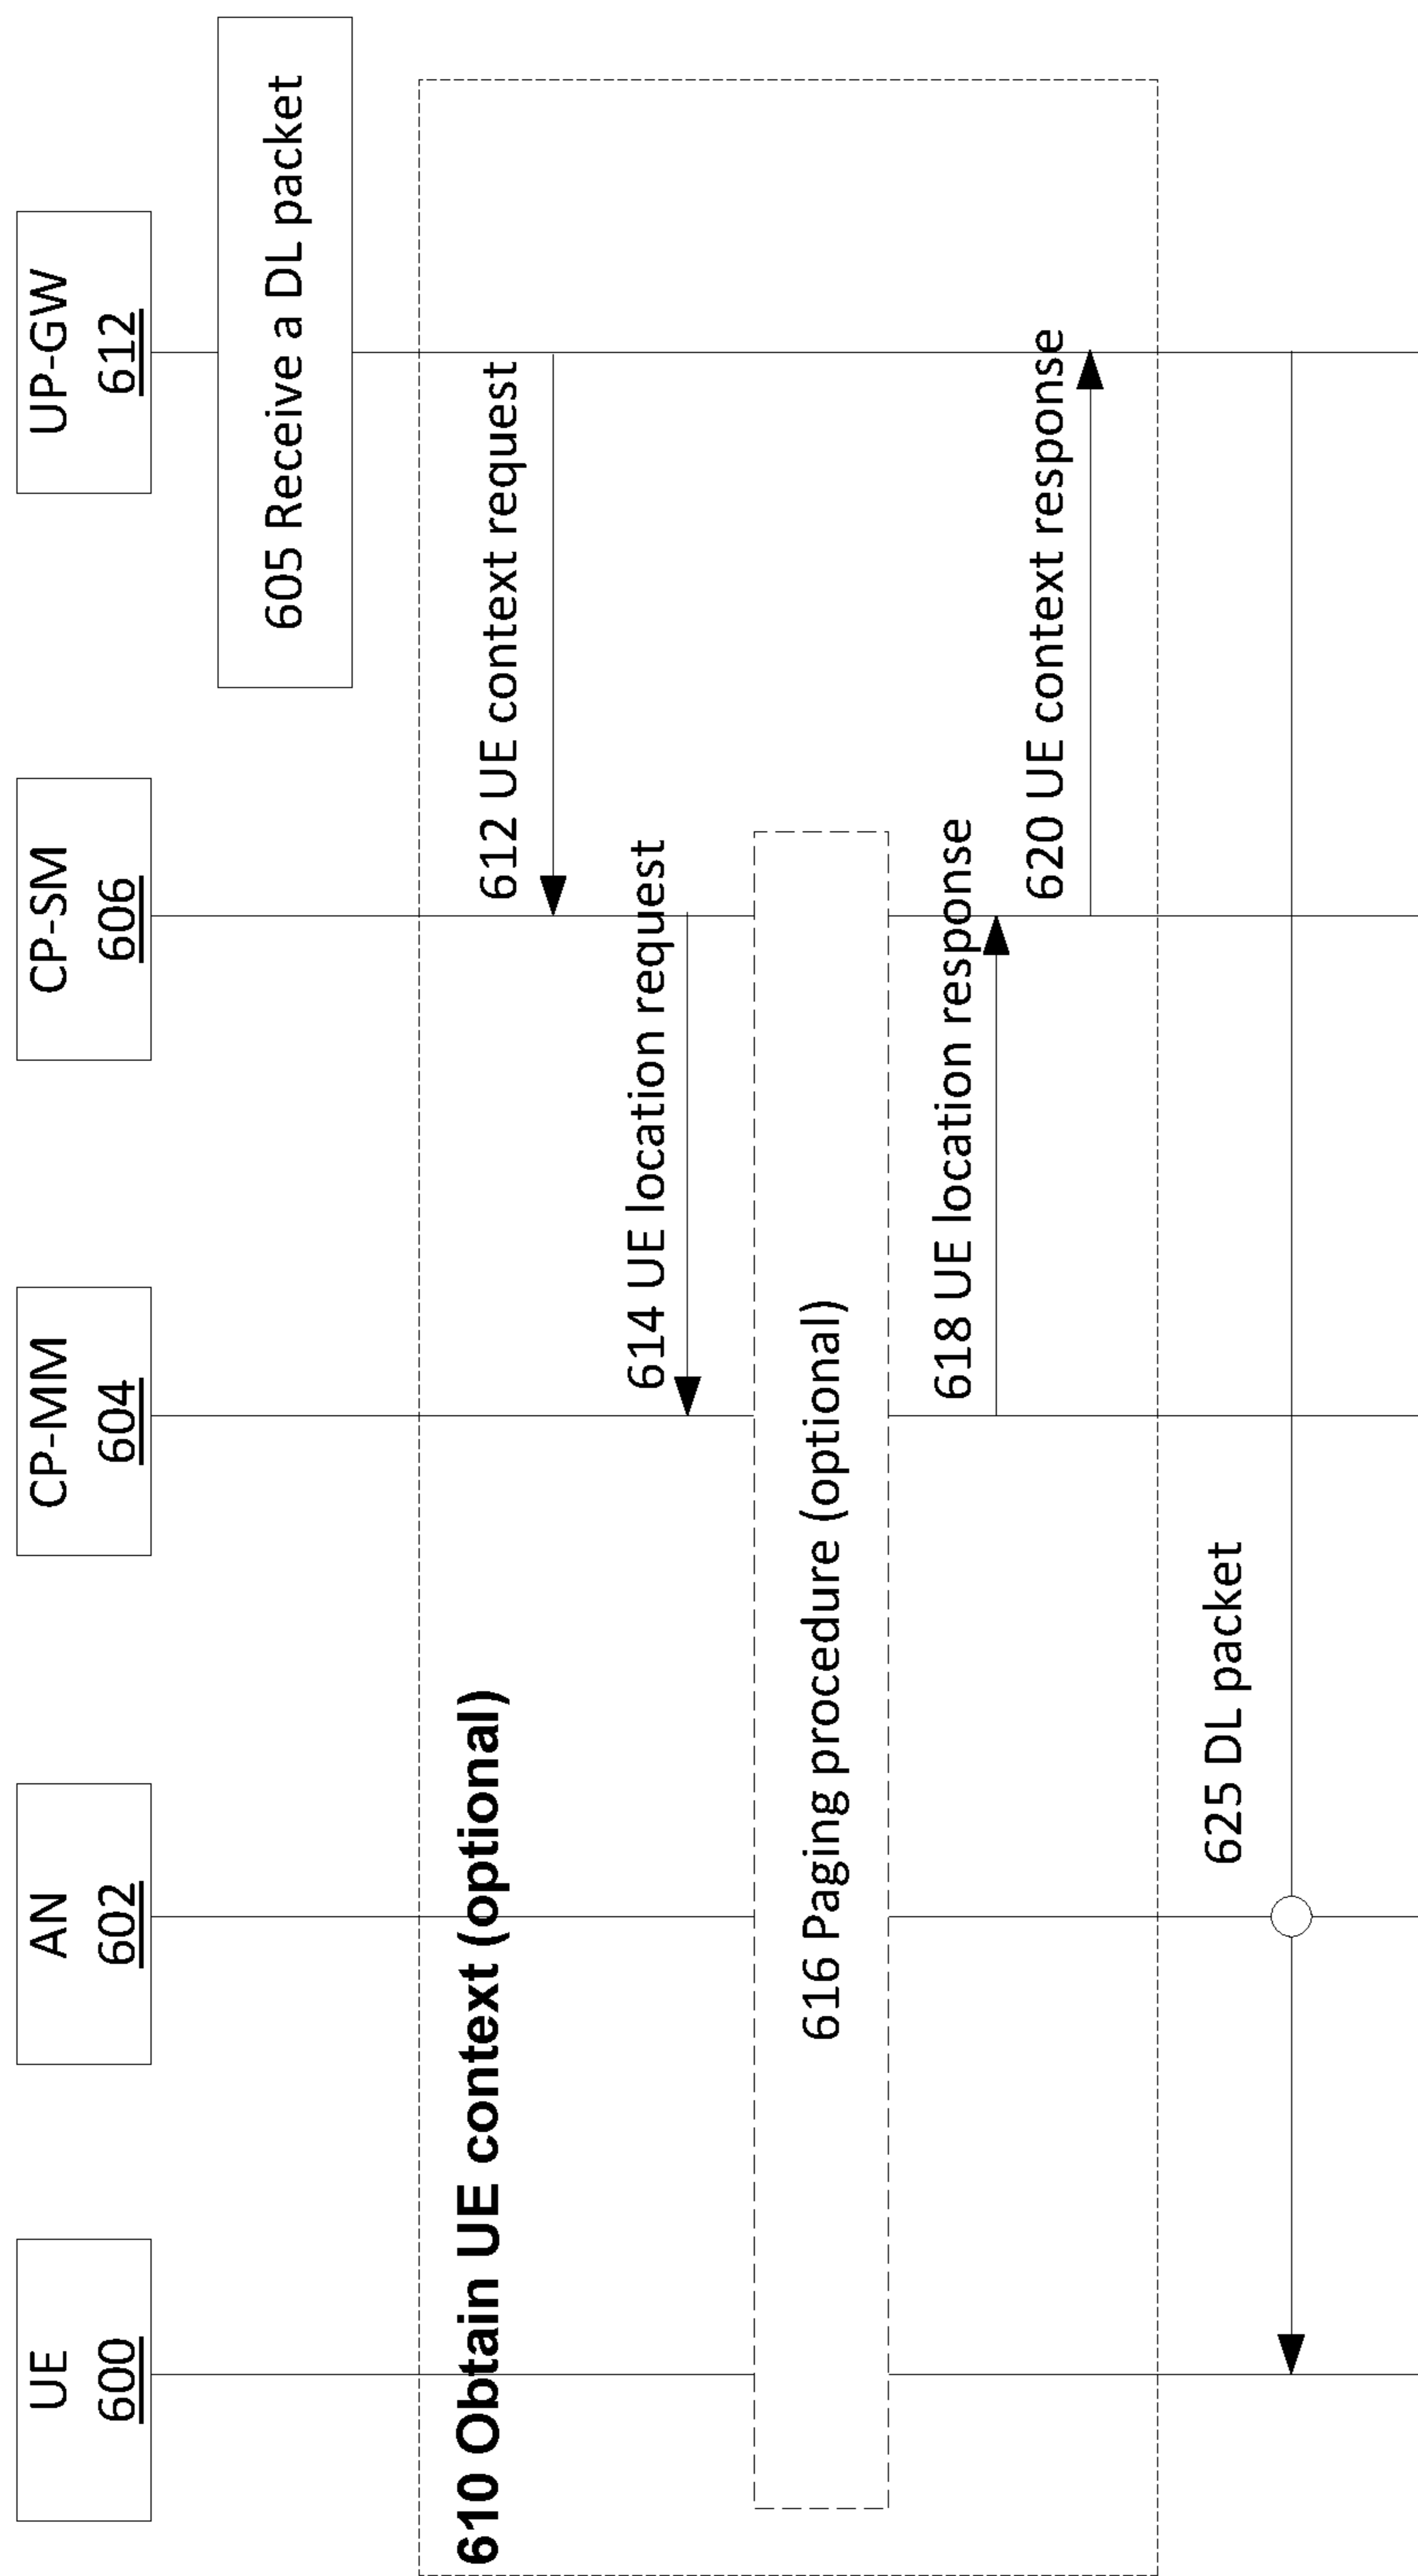 UE
600
AN
602
CP-MM
604
CP-SM
606
UP-GW
612
605 Receive a DL packet
610 Obtain UE context (optional)
612 UE context request
614 UE location request
616 Paging procedure (optional)
618 UE location response
620 UE context response
625 DL packet